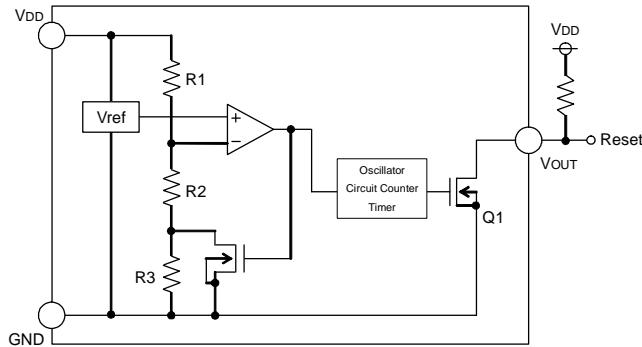 VDD
VDD
R1
Vref
+
−
Reset
VOUT
Oscillator
Circuit Counter
Timer
R2
Q1
R3
GND